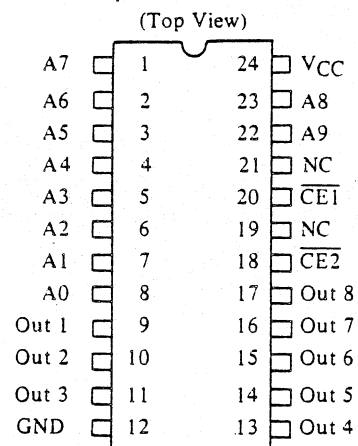 (Top View)
A7 1 24 VCC
A6 2 23 A8
A5 3 22 A9
A4 4 21 NC
A3 5 20 CE1
A2 6 19 NC
A1 7 18 CE2
A0 8 17 Out 8
Out 1 9 16 Out 7
Out 2 10 15 Out 6
Out 3 11 14 Out 5
GND 12 13 Out 4